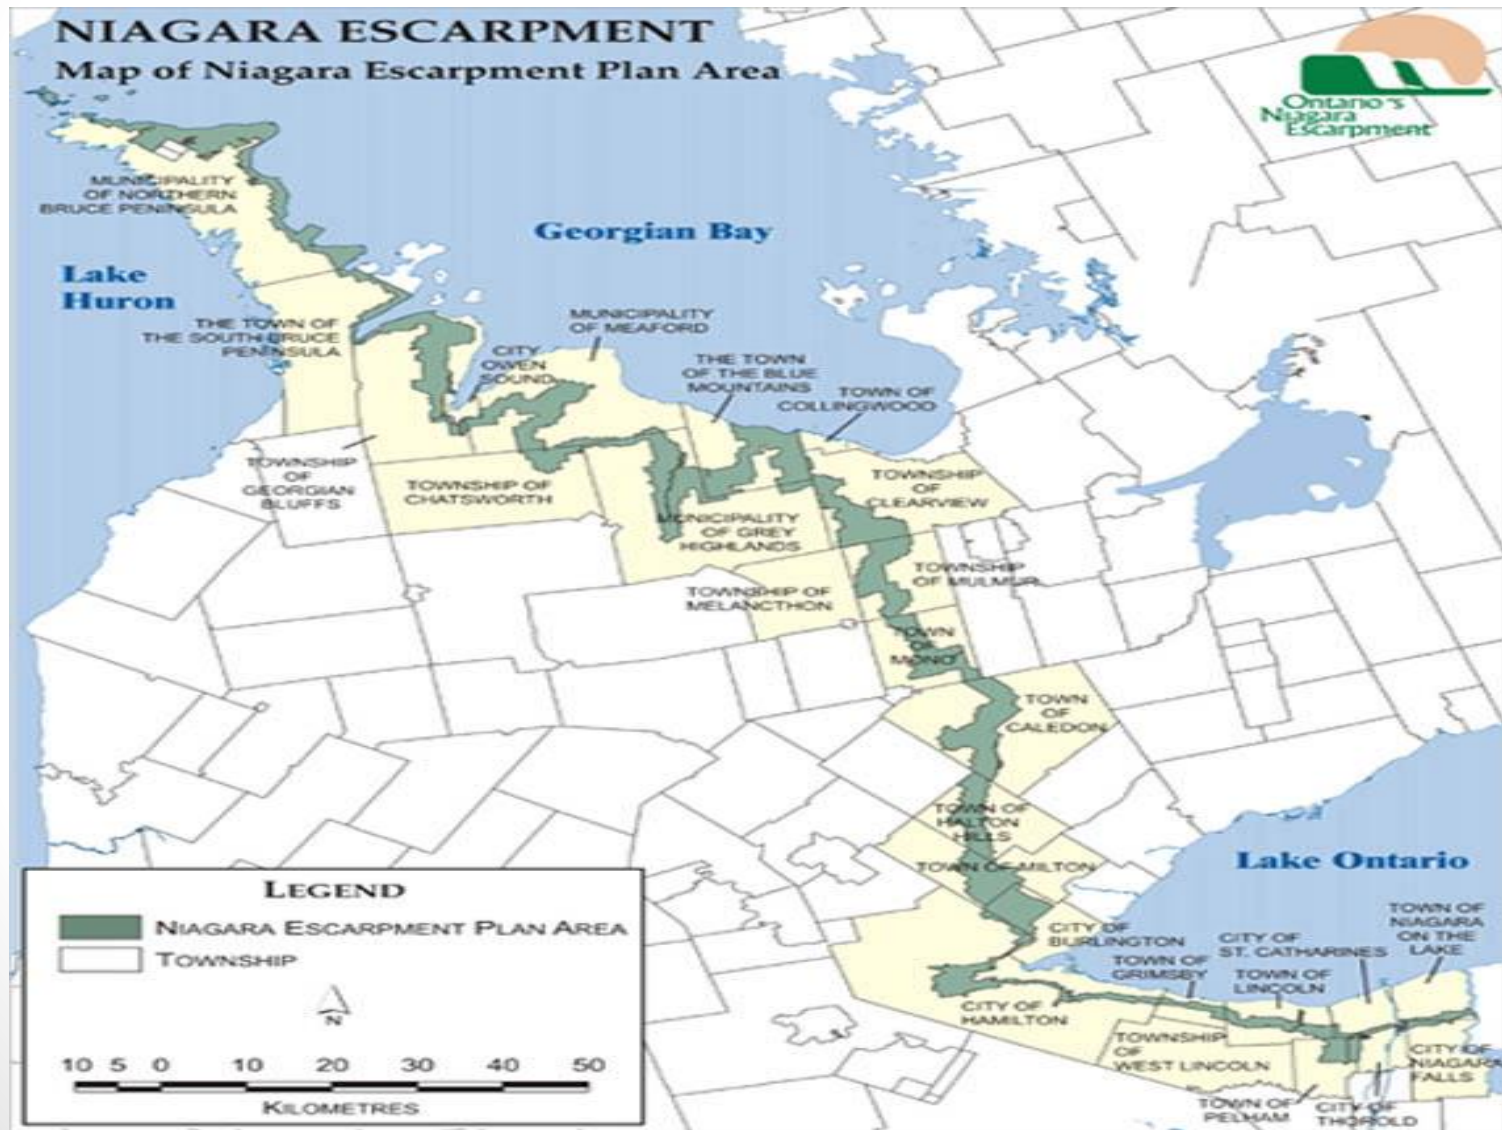 NIAGARA ESCARPMENT
Map of Niagara Escarpment Plan Area
Ontario's
Niagara
Escarpment
MUNICIPALITY
OF NORTHERN
BRUCE PENINSULA
Georgian Bay
Lake
Huron
THE TOWN OF
THE SOUTH BRUCE
PENINSULA
MUNICIPALITY
OF MEAFORD
CITY
OWEN
SOUND
THE TOWN
OF THE BLUE
MOUNTAINS
TOWN OF
COLLINGWOOD
TOWNSHIP
OF
GEORGIAN
BLUFFS
TOWNSHIP OF
CHATSWORTH
TOWNSHIP
OF
CLEARVIEW
MUNICIPALITY
OF GREY
HIGHLANDS
TOWNSHIP
OF MULMUR
TOWNSHIP OF
MELANCTHON
TOWN
OF
MONO
TOWN
OF
CALEDON
TOWN OF
HALTON
HILLS
TOWN OF MILTON
Lake Ontario
CITY OF
BURLINGTON
TOWN OF
GRIMSBY
CITY OF
ST. CATHARINES
TOWN OF
LINCOLN
TOWN OF
NIAGARA
ON THE
LAKE
CITY OF
HAMILTON
TOWNSHIP
OF
WEST LINCOLN
CITY OF
NIAGARA
FALLS
TOWN OF
PELHAM
CITY OF
THOROLD
LEGEND
NIAGARA ESCARPMENT PLAN AREA
TOWNSHIP
N
10 5 0 10 20 30 40 50
KILOMETRES